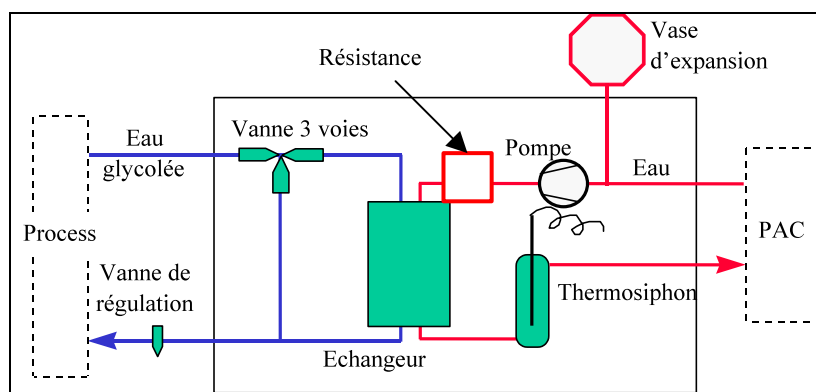 Vase
d'expansion
Résistance
Vanne 3 voies
Eau
glycolée
Pompe
Eau
Process
PAC
Vanne de
régulation
Thermosiphon
Echangeur